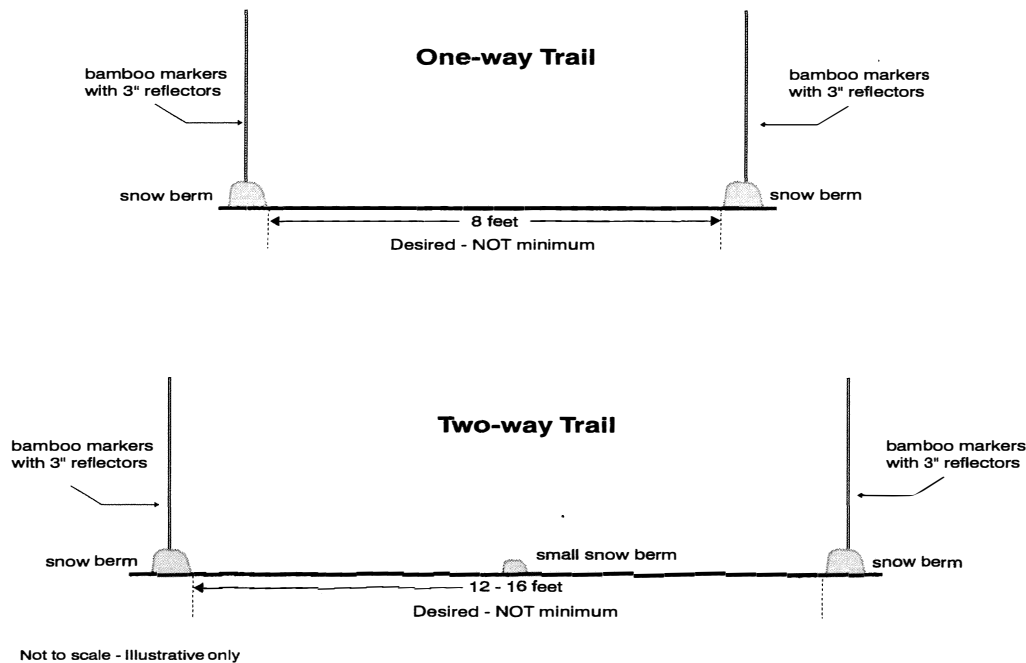 One-way Trail
bamboo markers
with 3" reflectors
bamboo markers
with 3" reflectors
snow berm
snow berm
8 feet
Desired - NOT minimum
Two-way Trail
bamboo markers
with 3" reflectors
bamboo markers
with 3" reflectors
snow berm
small snow berm
snow berm
12 - 16 feet
Desired - NOT minimum
Not to scale - Illustrative only